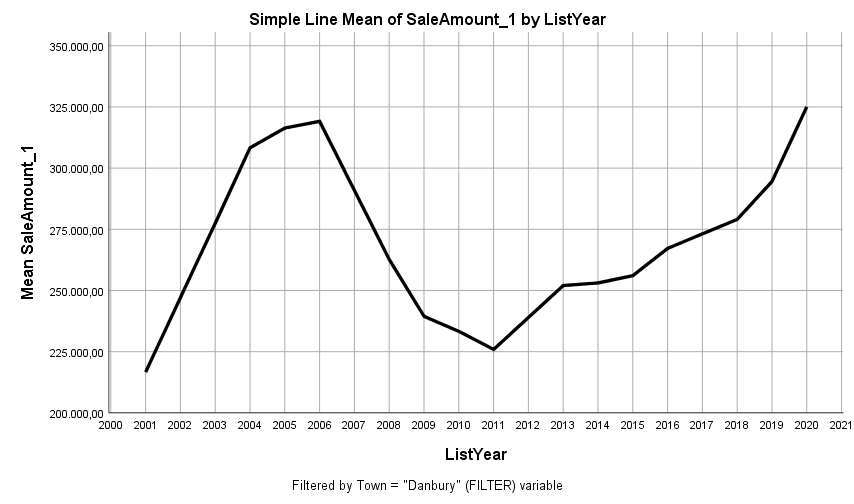 Simple Line Mean of SaleAmount_1 by ListYear
350.000,00
325.000,00
300.000,00
275.000,00
250.000,00
225.000,00
200.000,00
Mean SaleAmount_1
2000 2001 2002 2003 2004 2005 2006 2007 2008 2009 2010 2011 2012 2013 2014 2015 2016 2017 2018 2019 2020 2021
ListYear
Filtered by Town = "Danbury" (FILTER) variable